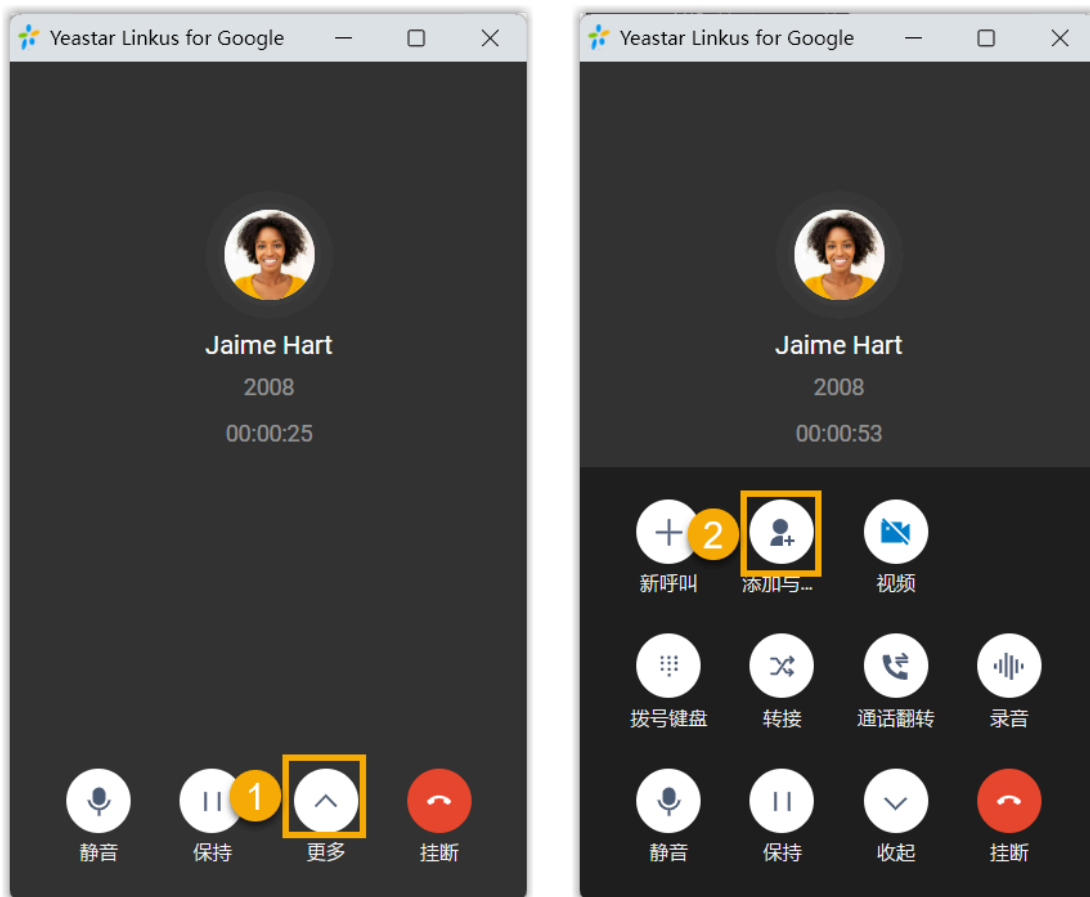 Yeastar Linkus for Google
Jaime Hart
2008
00:00:25
1
静音
保持
更多
挂断
Yeastar Linkus for Google
Jaime Hart
2008
00:00:53
2
新呼叫
添加与...
视频
拨号键盘
转接
通话翻转
录音
静音
保持
收起
挂断